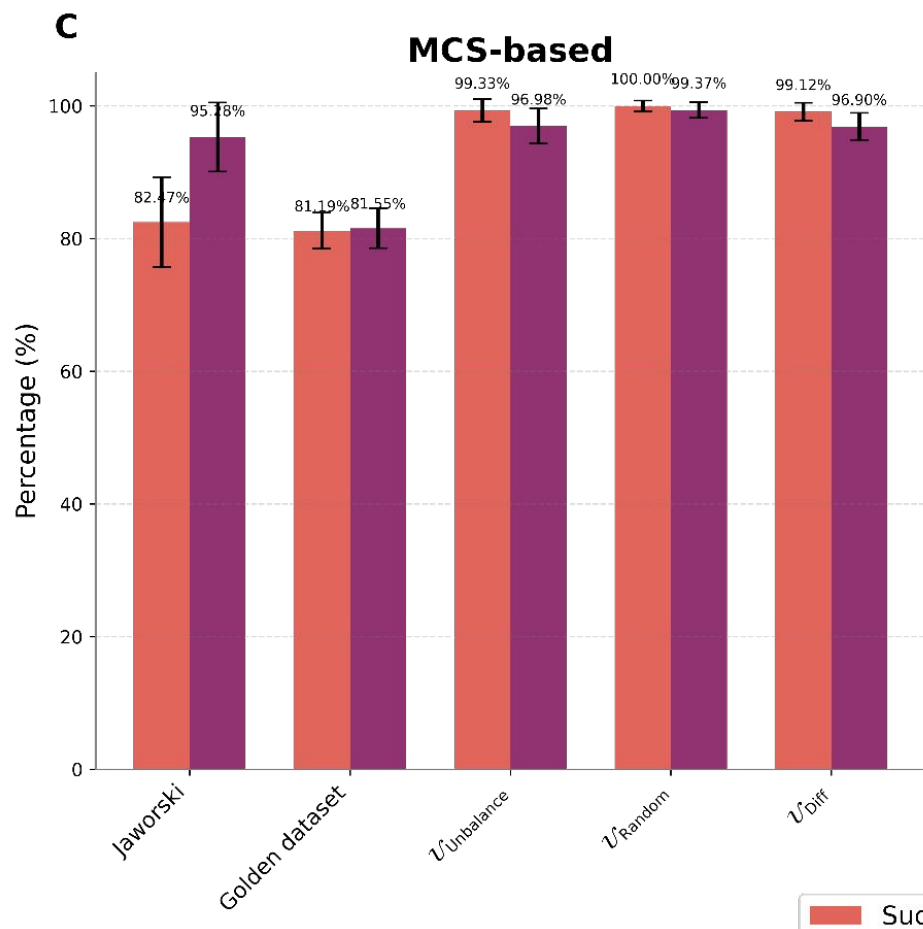 C
MCS-based
99.33%
96.98%
100.00%
99.37%
99.12%
96.90%
95.28%
82.47%
81.19%
81.55%
100
80
60
40
20
0
Percentage (%)
Jaworski
Golden dataset
𝒰Unbalance
𝒰Random
𝒰Diff